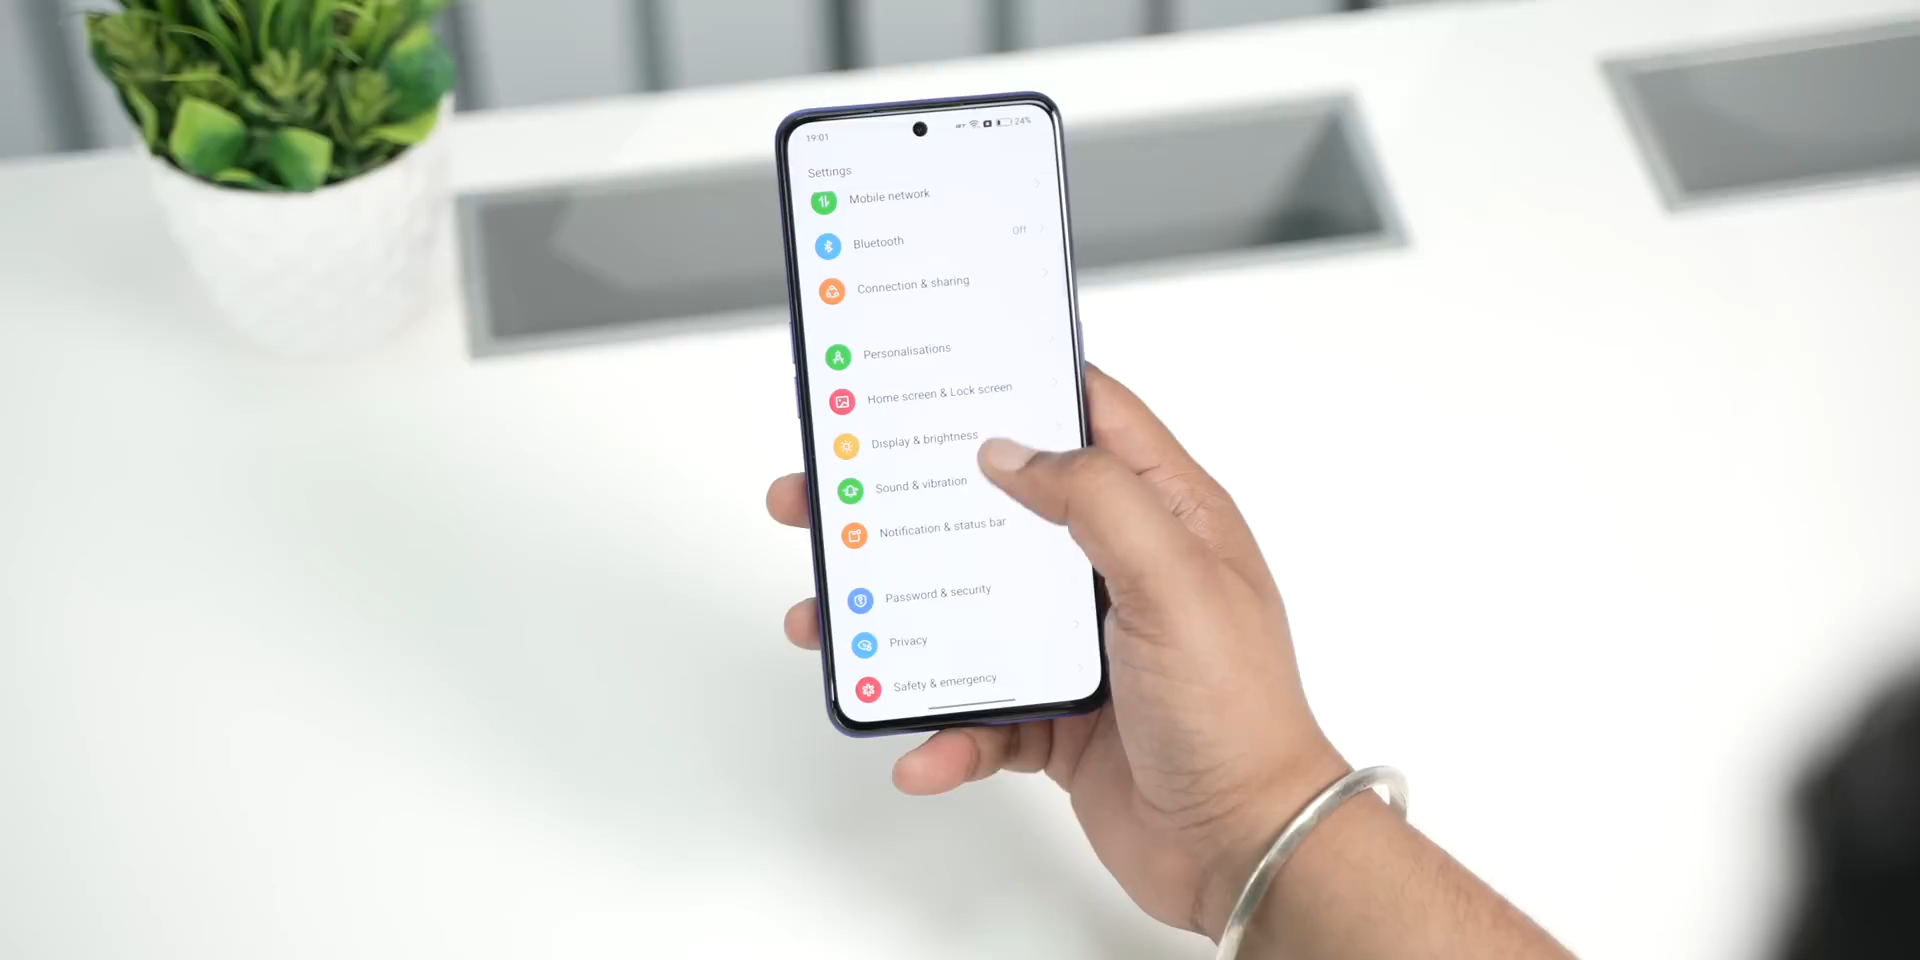 19:01
24%
Settings
Mobile network
Bluetooth
Off
Connection & sharing
Personalisations
Home screen & Lock screen
Display & brightness
Sound & vibration
Notification & status bar
Password & security
Privacy
Safety & emergency